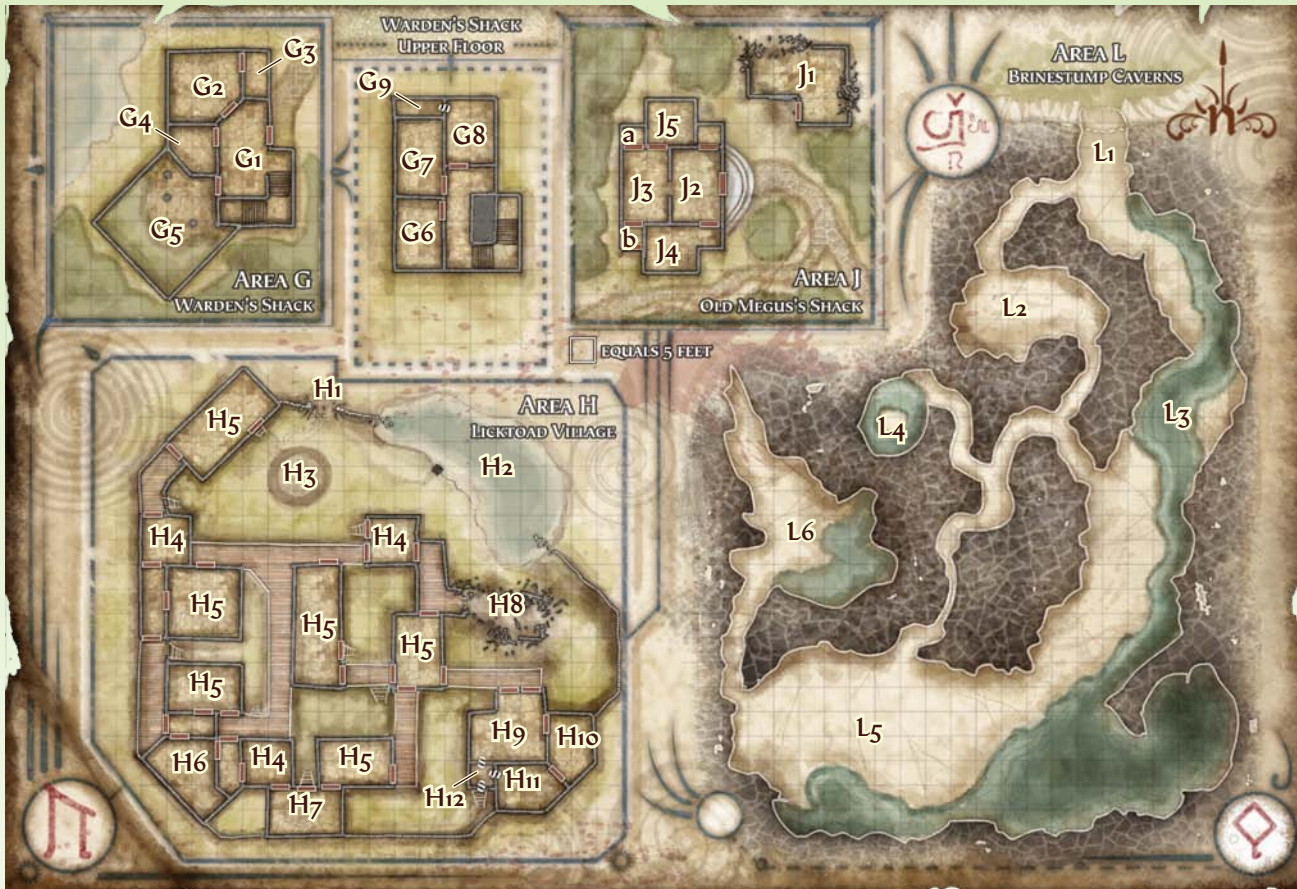 Warden's Shack
Upper Floor
G3
G2
G4
G1
G5
Area G
Warden's Shack
G9
G8
G7
G6
J1
J5
a
J3
J2
b
J4
Area J
Old Megus's Shack
equals 5 feet
Area L
Brinestump Caverns
n
L1
L2
L3
L4
L6
L5
H1
Area H
Licktoad Village
H5
H3
H2
H4
H4
H5
H5
H5
H8
H5
H6
H4
H5
H7
H9
H10
H12
H11